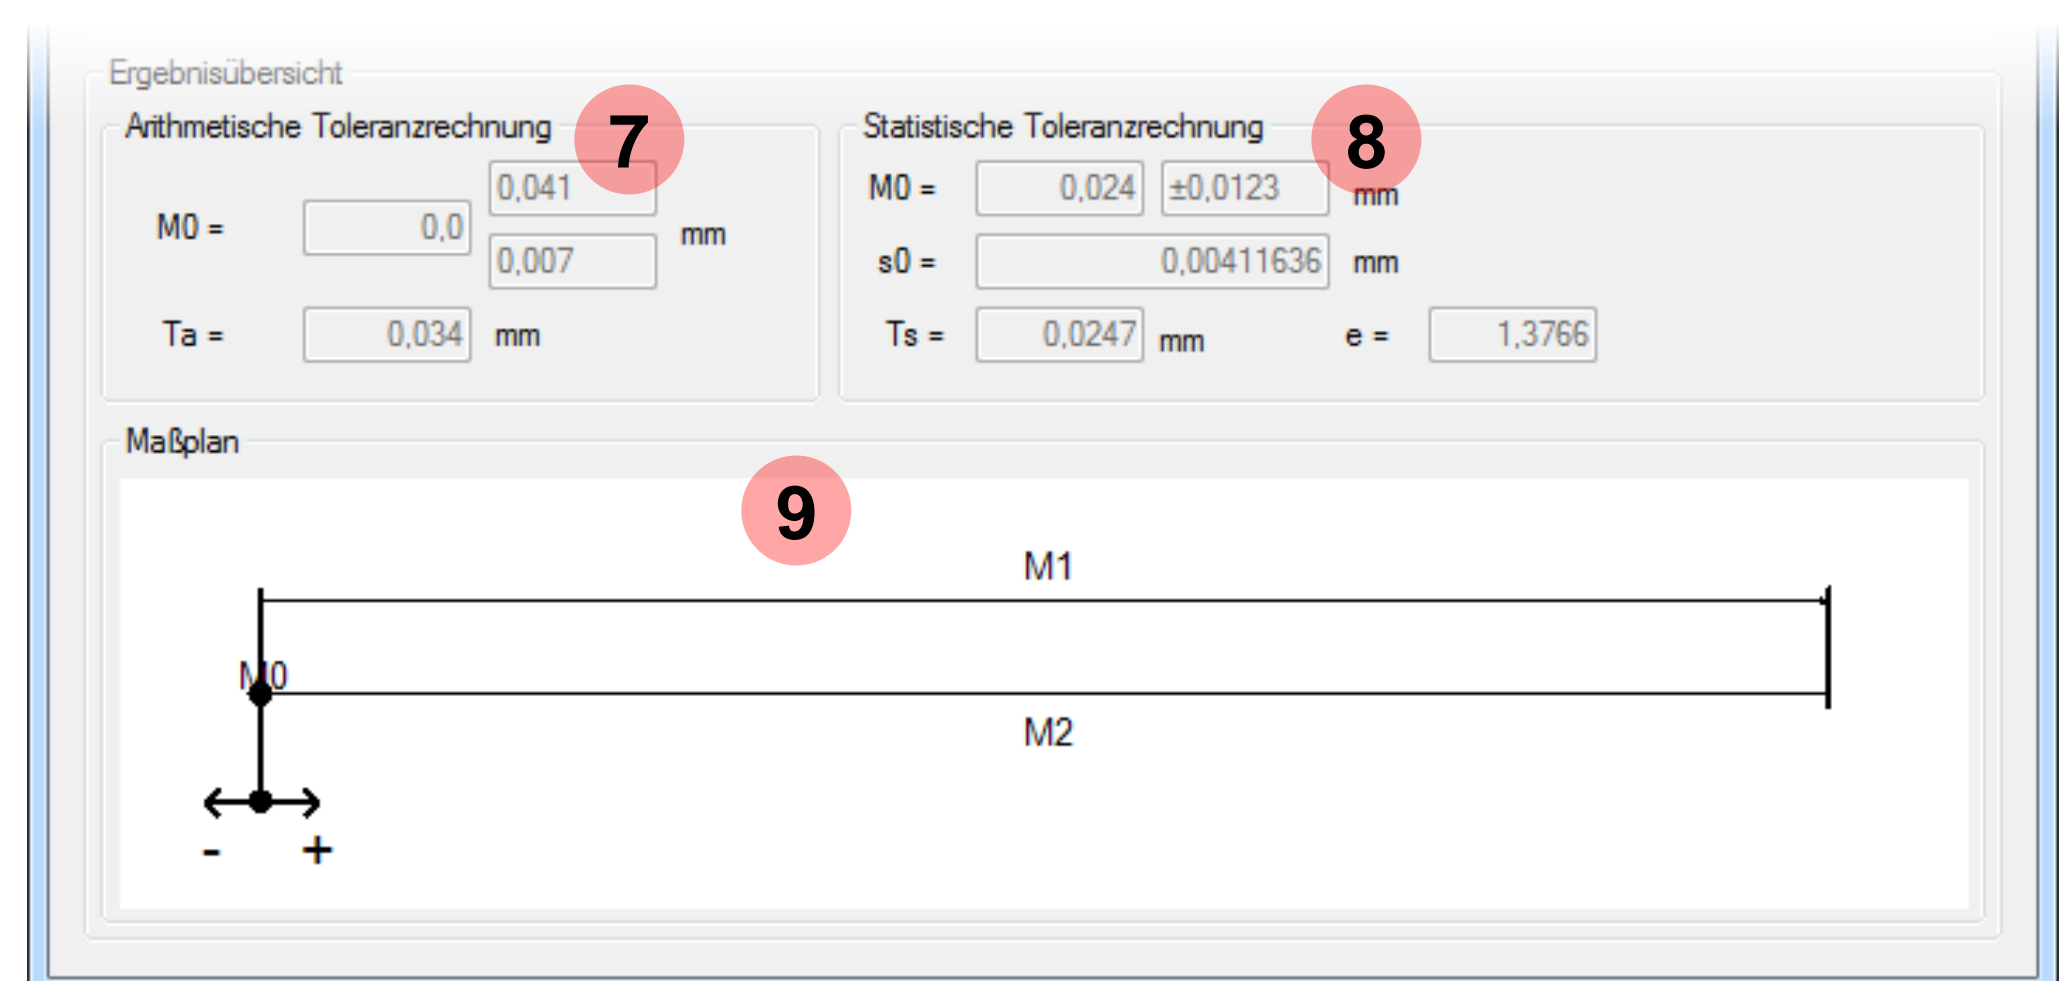 Ergebnisübersicht
Arithmetische Toleranzrechnung 7
0,041
M0 = 0,0 mm
0,007
Ta = 0,034 mm
Statistische Toleranzrechnung 8
M0 = 0,024 ±0,0123 mm
s0 = 0,00411636 mm
Ts = 0,0247 mm e = 1,3766
Maßplan
9
M1
M0
M2
- +